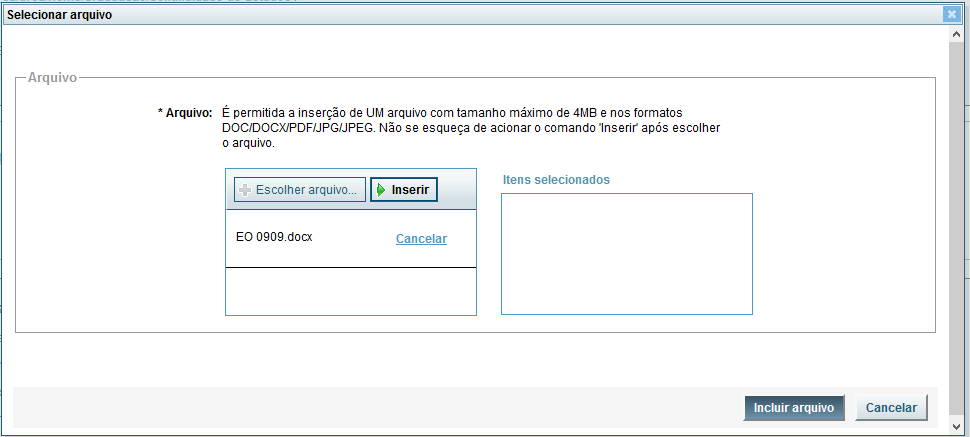 Selecionar arquivo
Arquivo
* Arquivo: É permitida a inserção de UM arquivo com tamanho máximo de 4MB e nos formatos
DOC/DOCX/PDF/JPG/JPEG. Não se esqueça de acionar o comando 'Inserir' após escolher
o arquivo.
Escolher arquivo... Inserir
Itens selecionados
EO 0909.docx Cancelar
Incluir arquivo Cancelar